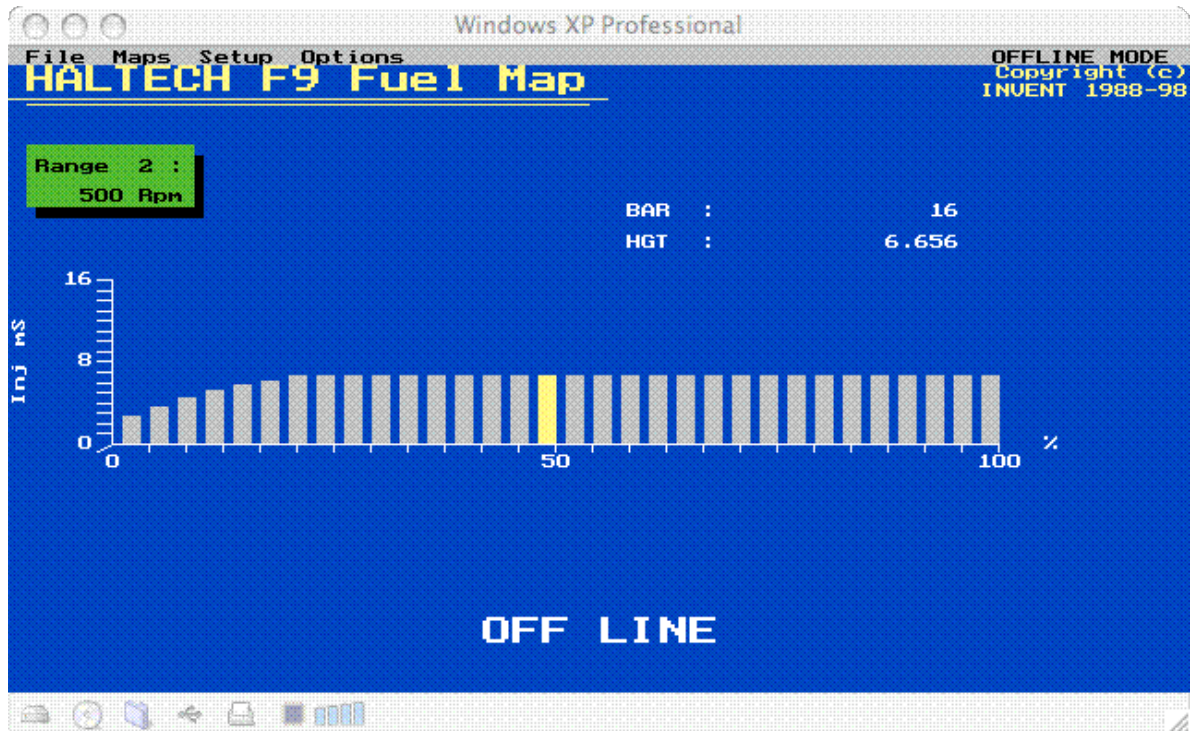 Windows XP Professional
File Maps Setup Options OFFLINE MODE
HALTECH F9 Fuel Map
Copyright (c)
INVENT 1988-98
Range 2 :
500 Rpm
BAR : 16
HGT : 6.656
16
Inj mS
8
0
0 50 100 %
OFF LINE